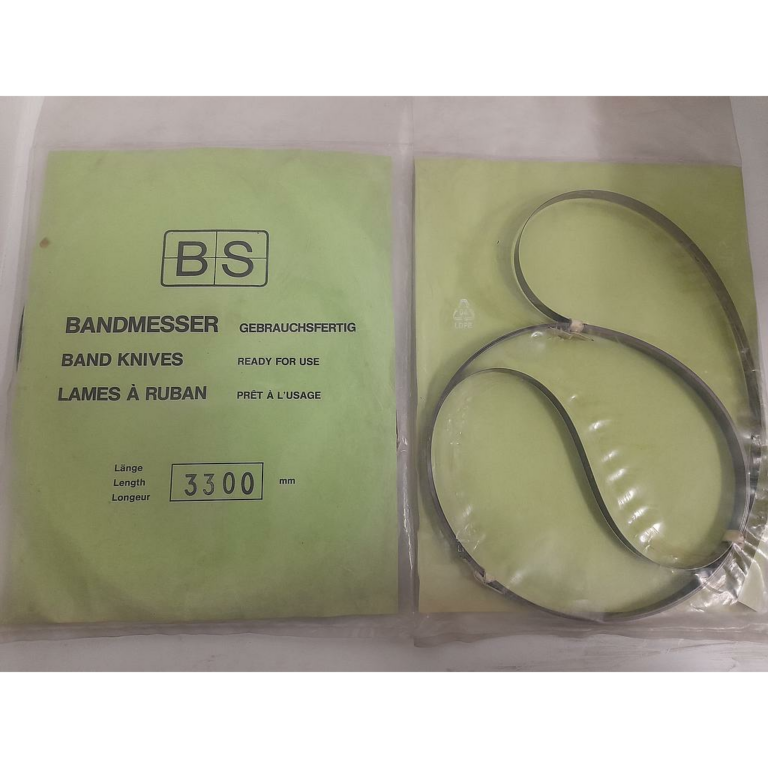 BS
BANDMESSER GEBRAUCHSFERTIG
BAND KNIVES READY FOR USE
LAMES À RUBAN PRÊT À L'USAGE
Länge
Length
Longeur
3300 mm